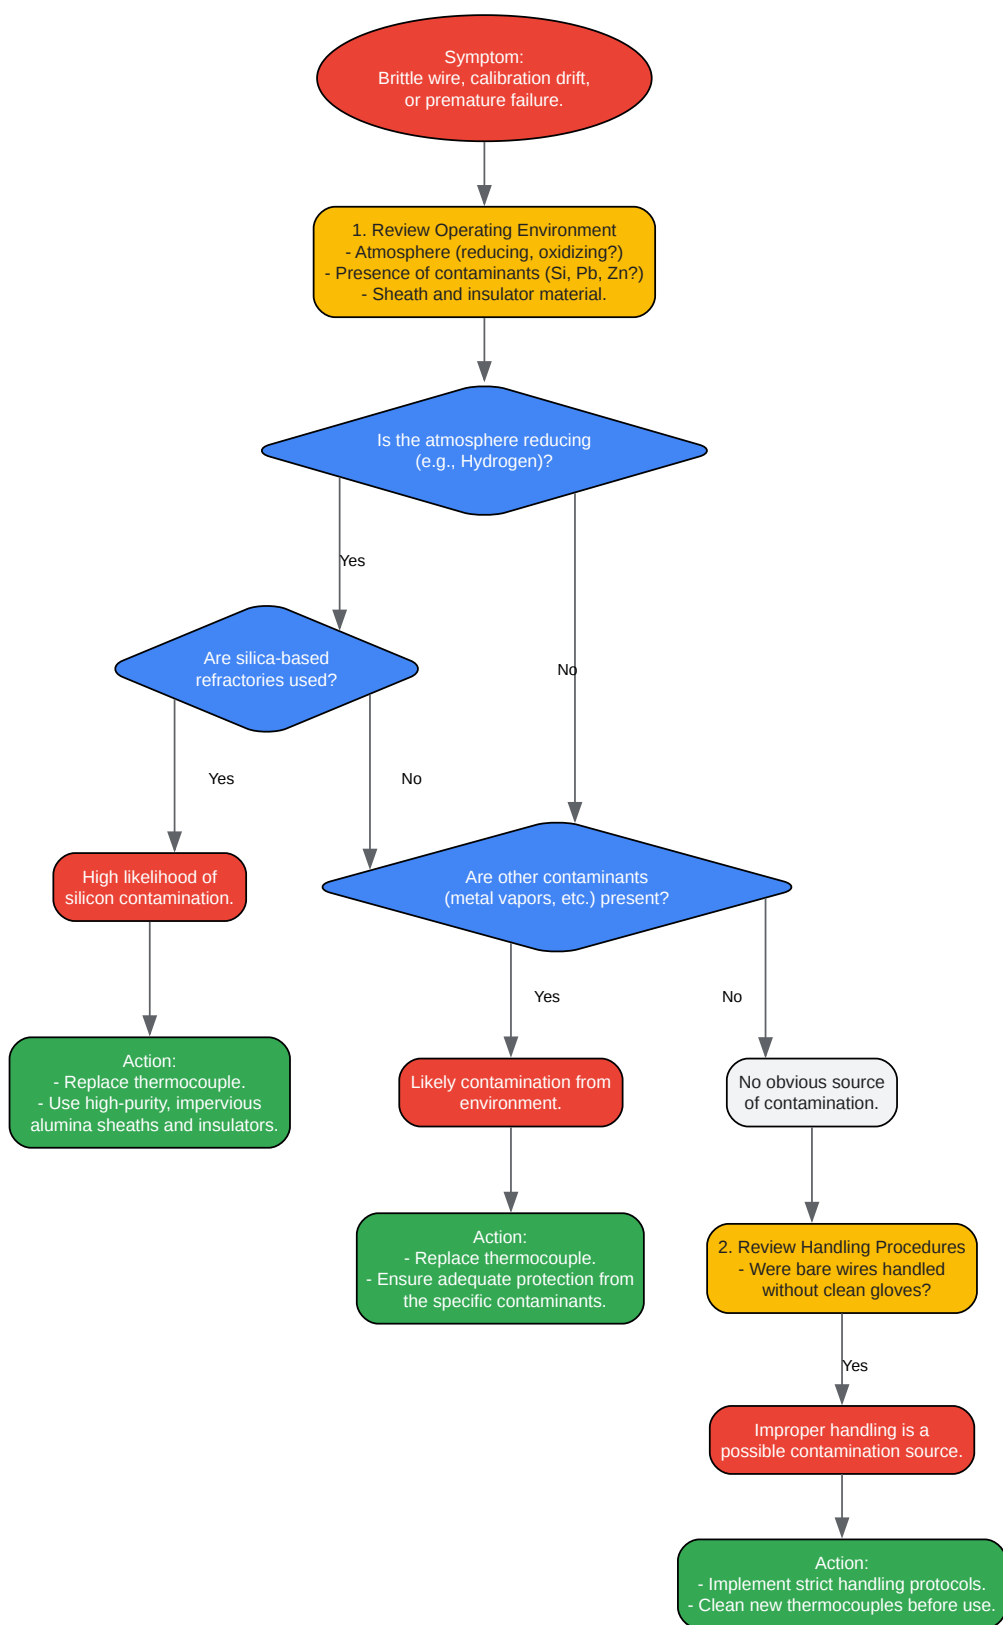 Symptom:
Brittle wire, calibration drift,
or premature failure.
1. Review Operating Environment
- Atmosphere (reducing, oxidizing?)
- Presence of contaminants (Si, Pb, Zn?)
- Sheath and insulator material.
Is the atmosphere reducing
(e.g., Hydrogen)?
Yes
No
Are silica-based
refractories used?
Yes
No
High likelihood of
silicon contamination.
Are other contaminants
(metal vapors, etc.) present?
Yes
No
Action:
- Replace thermocouple.
- Use high-purity, impervious
alumina sheaths and insulators.
Likely contamination from
environment.
No obvious source
of contamination.
Action:
- Replace thermocouple.
- Ensure adequate protection from
the specific contaminants.
2. Review Handling Procedures
- Were bare wires handled
without clean gloves?
Yes
Improper handling is a
possible contamination source.
Action:
- Implement strict handling protocols.
- Clean new thermocouples before use.